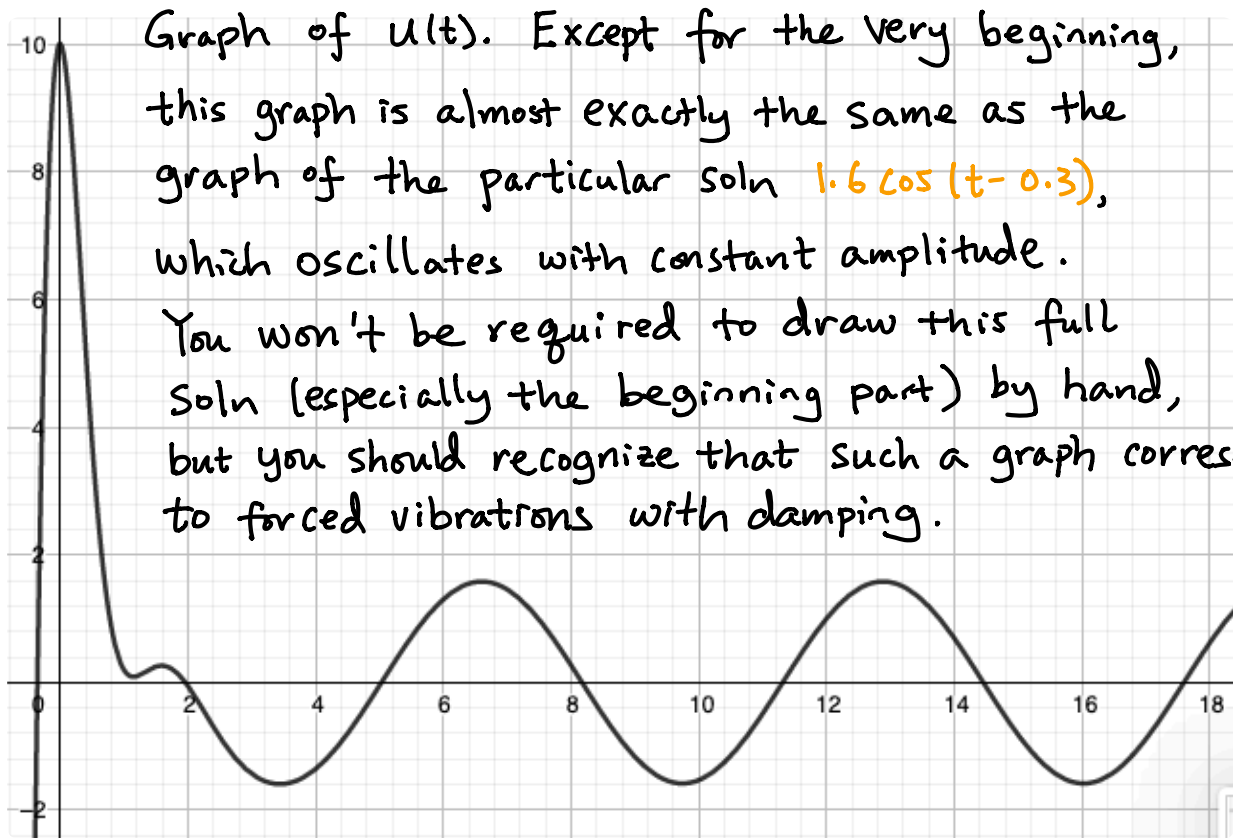 Graph of u(t). Except for the very beginning,
this graph is almost exactly the same as the
graph of the particular soln 1.6 cos (t - 0.3),
which oscillates with constant amplitude.
You won't be required to draw this full
soln (especially the beginning part) by hand,
but you should recognize that such a graph corres
to forced vibrations with damping.
10
8
6
4
2
0 2 4 6 8 10 12 14 16 18
-2